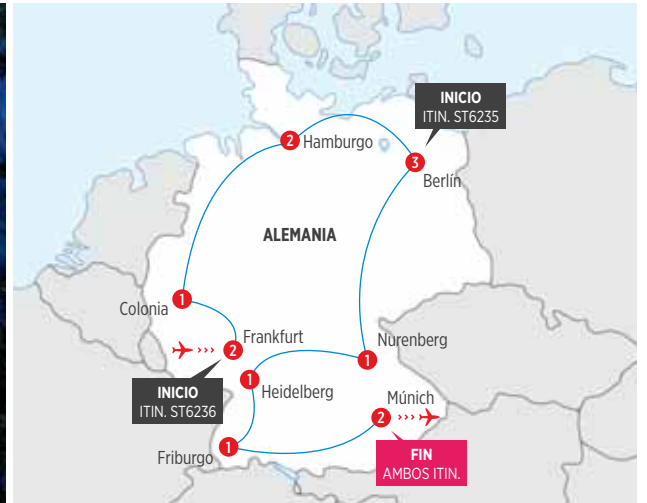 INICIO
ITIN. ST6235
2
Hamburgo
3
Berlín
ALEMANIA
1
Colonia
Frankfurt
2
Nurenberg
1
INICIO
ITIN. ST6236
1
Heidelberg
Múnich
2
Friburgo
1
FIN
AMBOS ITIN.